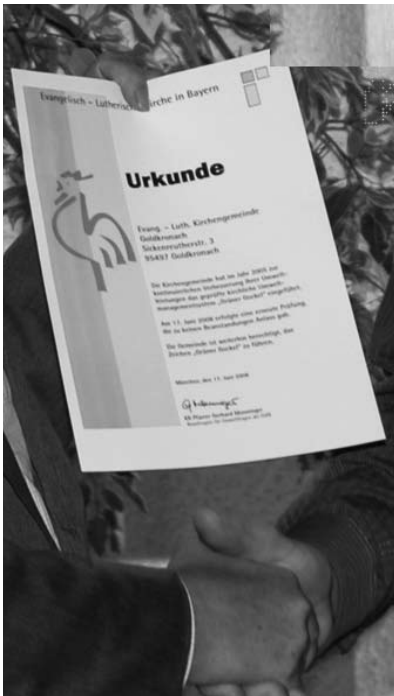 Evangelisch - Lutherische Kirche in Bayern
Urkunde
Evang. - Luth. Kirchengemeinde
Goldkronach
Sickenreutherstr. 3
95497 Goldkronach
Die Kirchengemeinde hat im Jahr 2005 zur
kontinuierlichen Verbesserung ihrer Umwelt-
leistungen das geprüfte kirchliche Umwelt-
managementsystem „Grüner Gockel“ eingeführt.
Am 11. Juni 2008 erfolgte eine erneute Prüfung,
die zu keinen Beanstandungen Anlass gab.
Die Gemeinde ist weiterhin berechtigt, das
Zeichen „Grüner Gockel“ zu führen.
München, den 11. Juni 2008
KR Pfarrer Gerhard Monninger